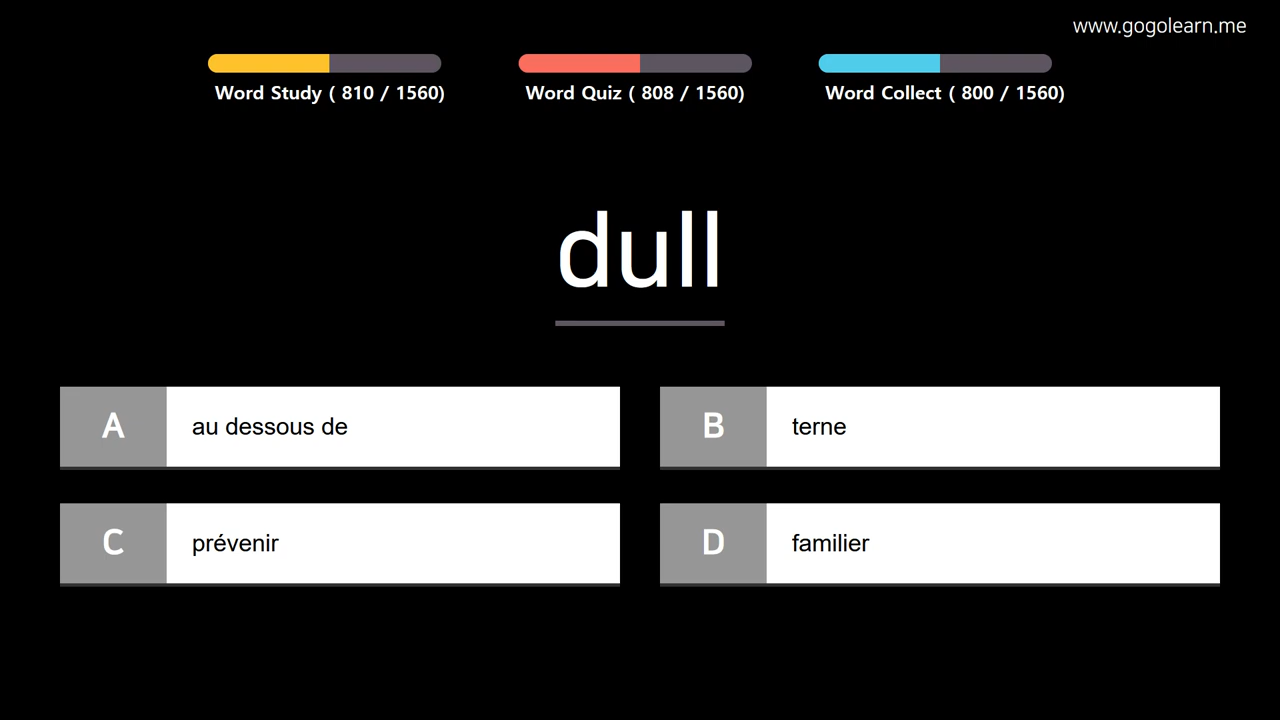 www.gogolearn.me
Word Study ( 810 / 1560)
Word Quiz ( 808 / 1560)
Word Collect ( 800 / 1560)
dull
A
au dessous de
B
terne
C
prévenir
D
familier